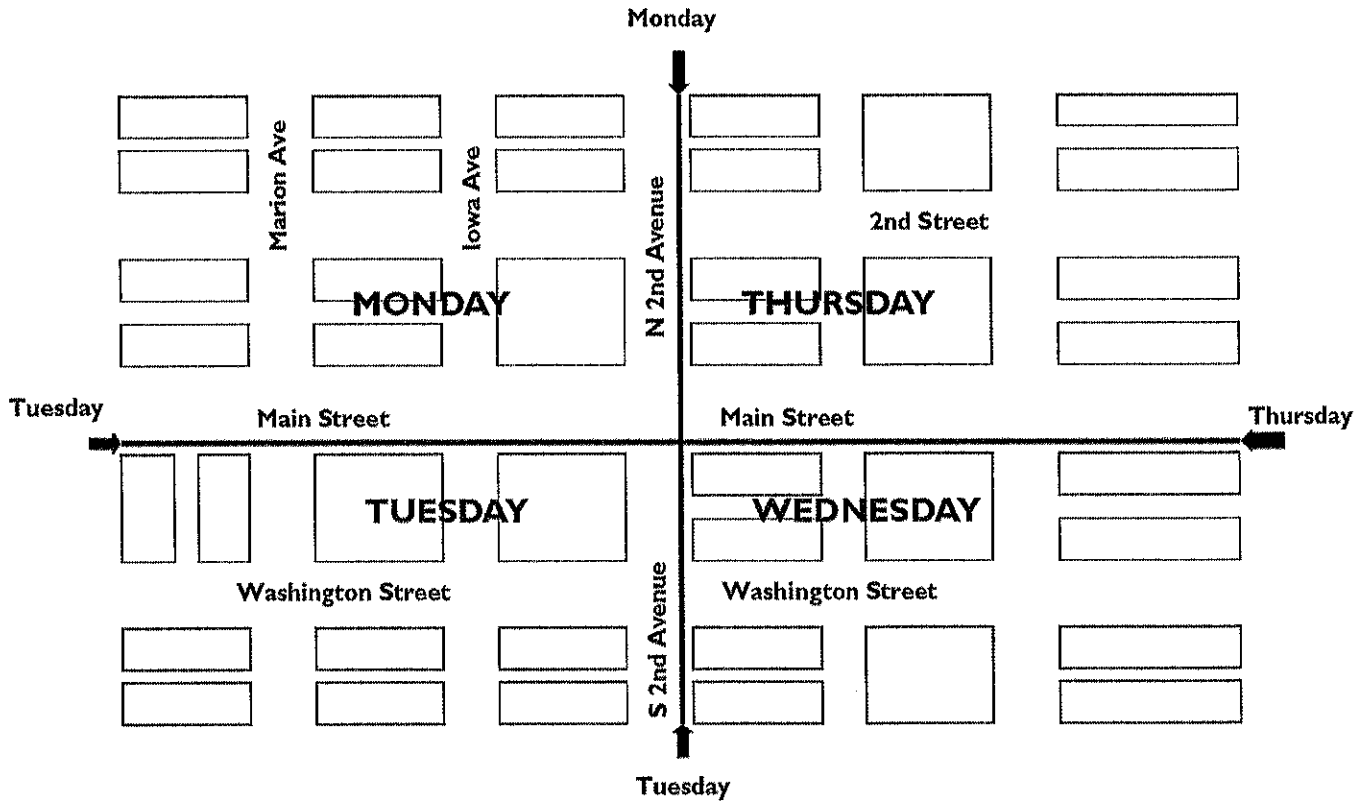 Monday
Marion Ave
Iowa Ave
N 2nd Avenue
2nd Street
MONDAY
THURSDAY
Tuesday
Main Street
Main Street
Thursday
TUESDAY
WEDNESDAY
Washington Street
Washington Street
S 2nd Avenue
Tuesday